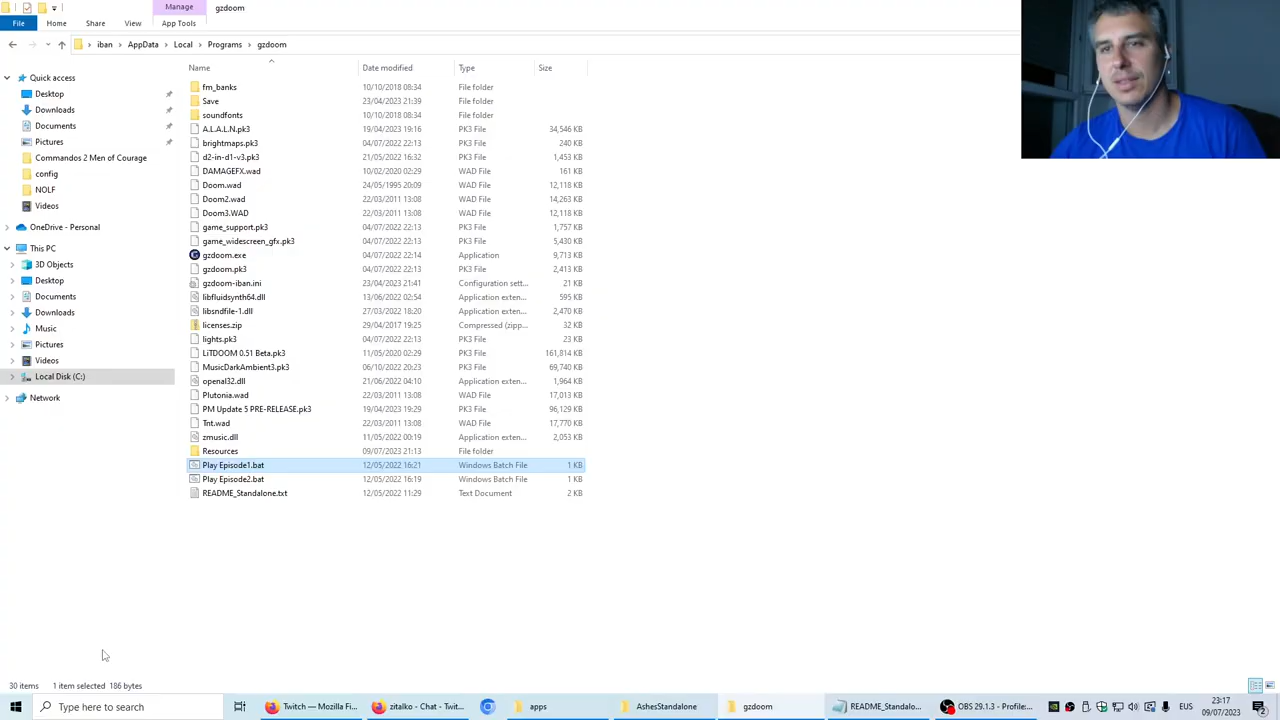 Manage
gzdoom
File
Home
Share
View
App Tools
iban
AppData
Local
Programs
gzdoom
Name
Date modified
Type
Size
Quick access
Desktop
Downloads
Documents
Pictures
Commandos 2 Men of Courage
config
NOLF
Videos
OneDrive - Personal
This PC
3D Objects
Desktop
Documents
Downloads
Music
Pictures
Videos
Local Disk (C:)
Network
fm_banks 10/10/2018 08:34 File folder
Save 23/04/2023 21:39 File folder
soundfonts 10/10/2018 08:34 File folder
A.L.A.L.N.pk3 19/04/2023 19:16 PK3 File 34,546 KB
brightmaps.pk3 04/07/2022 22:13 PK3 File 240 KB
d2-in-d1-v3.pk3 21/05/2022 16:32 PK3 File 1,453 KB
DAMAGEFX.wad 10/02/2020 02:29 WAD File 161 KB
Doom.wad 24/05/1995 20:09 WAD File 12,118 KB
Doom2.wad 22/03/2011 13:08 WAD File 14,263 KB
Doom3.WAD 22/03/2011 13:08 WAD File 12,118 KB
game_support.pk3 04/07/2022 22:13 PK3 File 1,757 KB
game_widescreen_gfx.pk3 04/07/2022 22:13 PK3 File 5,430 KB
gzdoom.exe 04/07/2022 22:14 Application 9,713 KB
gzdoom.pk3 04/07/2022 22:13 PK3 File 2,413 KB
gzdoom-iban.ini 23/04/2023 21:41 Configuration sett... 21 KB
libfluidsynth64.dll 13/06/2022 02:54 Application exten... 595 KB
libsndfile-1.dll 27/03/2022 18:20 Application exten... 2,470 KB
licenses.zip 29/04/2017 19:25 Compressed (zipp... 32 KB
lights.pk3 04/07/2022 22:13 PK3 File 23 KB
LiTDOOM 0.51 Beta.pk3 11/05/2020 02:29 PK3 File 161,814 KB
MusicDarkAmbient3.pk3 06/10/2022 20:23 PK3 File 69,740 KB
openal32.dll 21/06/2022 04:10 Application exten... 1,964 KB
Plutonia.wad 22/03/2011 13:08 WAD File 17,013 KB
PM Update 5 PRE-RELEASE.pk3 19/04/2023 19:29 PK3 File 96,129 KB
Tnt.wad 22/03/2011 13:08 WAD File 17,770 KB
zmusic.dll 11/05/2022 00:19 Application exten... 2,053 KB
Resources 09/07/2023 21:13 File folder
Play Episode1.bat 12/05/2022 16:21 Windows Batch File 1 KB
Play Episode2.bat 12/05/2022 16:19 Windows Batch File 1 KB
README_Standalone.txt 12/05/2022 11:29 Text Document 2 KB
30 items 1 item selected 186 bytes
Type here to search
Twitch — Mozilla Fi...
zitalko - Chat - Twit...
apps
AshesStandalone
gzdoom
README_Standalo...
OBS 29.1.3 - Profile:...
EUS
23:17
09/07/2023
2